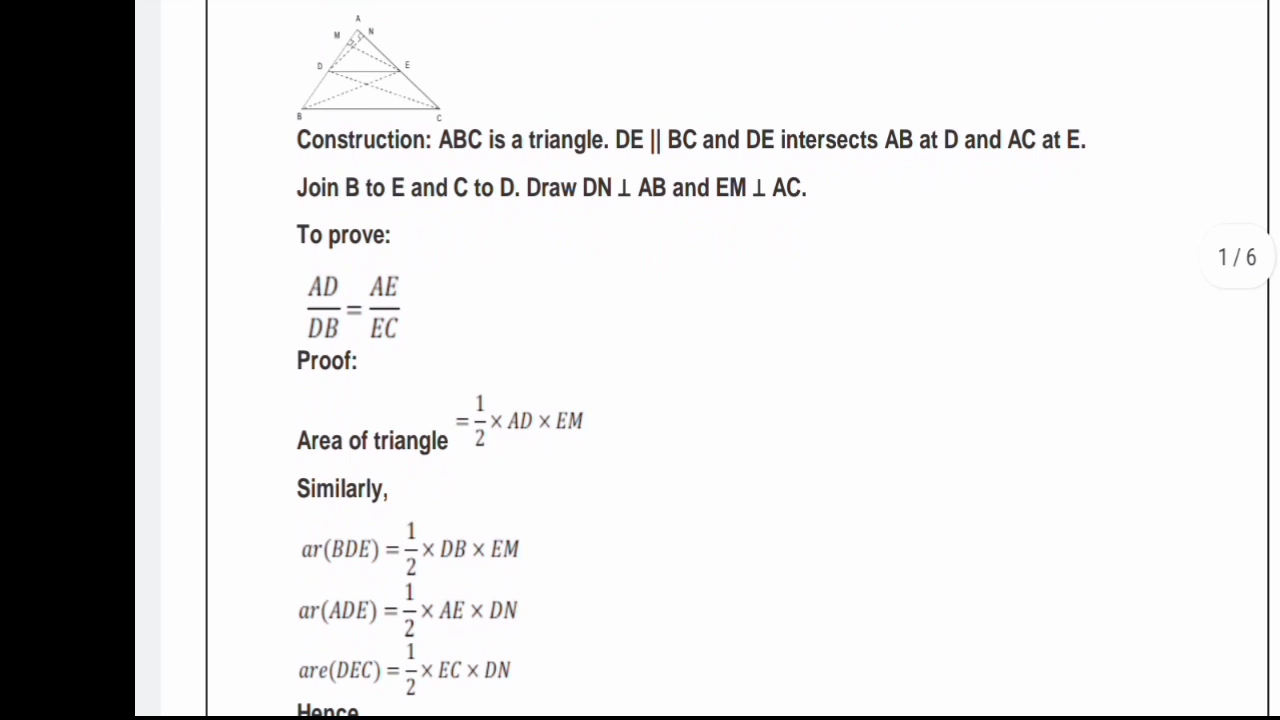 A
M N
D E
B C
Construction: ABC is a triangle. DE || BC and DE intersects AB at D and AC at E.
Join B to E and C to D. Draw DN ⊥ AB and EM ⊥ AC.
To prove:
AD/DB = AE/EC
1 / 6
Proof:
Area of triangle = 1/2 × AD × EM
Similarly,
ar(BDE) = 1/2 × DB × EM
ar(ADE) = 1/2 × AE × DN
are(DEC) = 1/2 × EC × DN
Hence